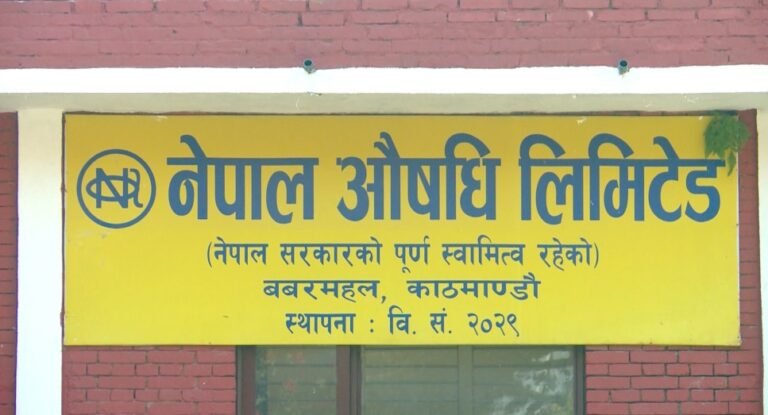 नेपाल औषधि लिमिटेड
(नेपाल सरकारको पूर्ण स्वामित्व रहेको)
बबरमहल, काठमाण्डौ
स्थापना : वि. सं. २०२९